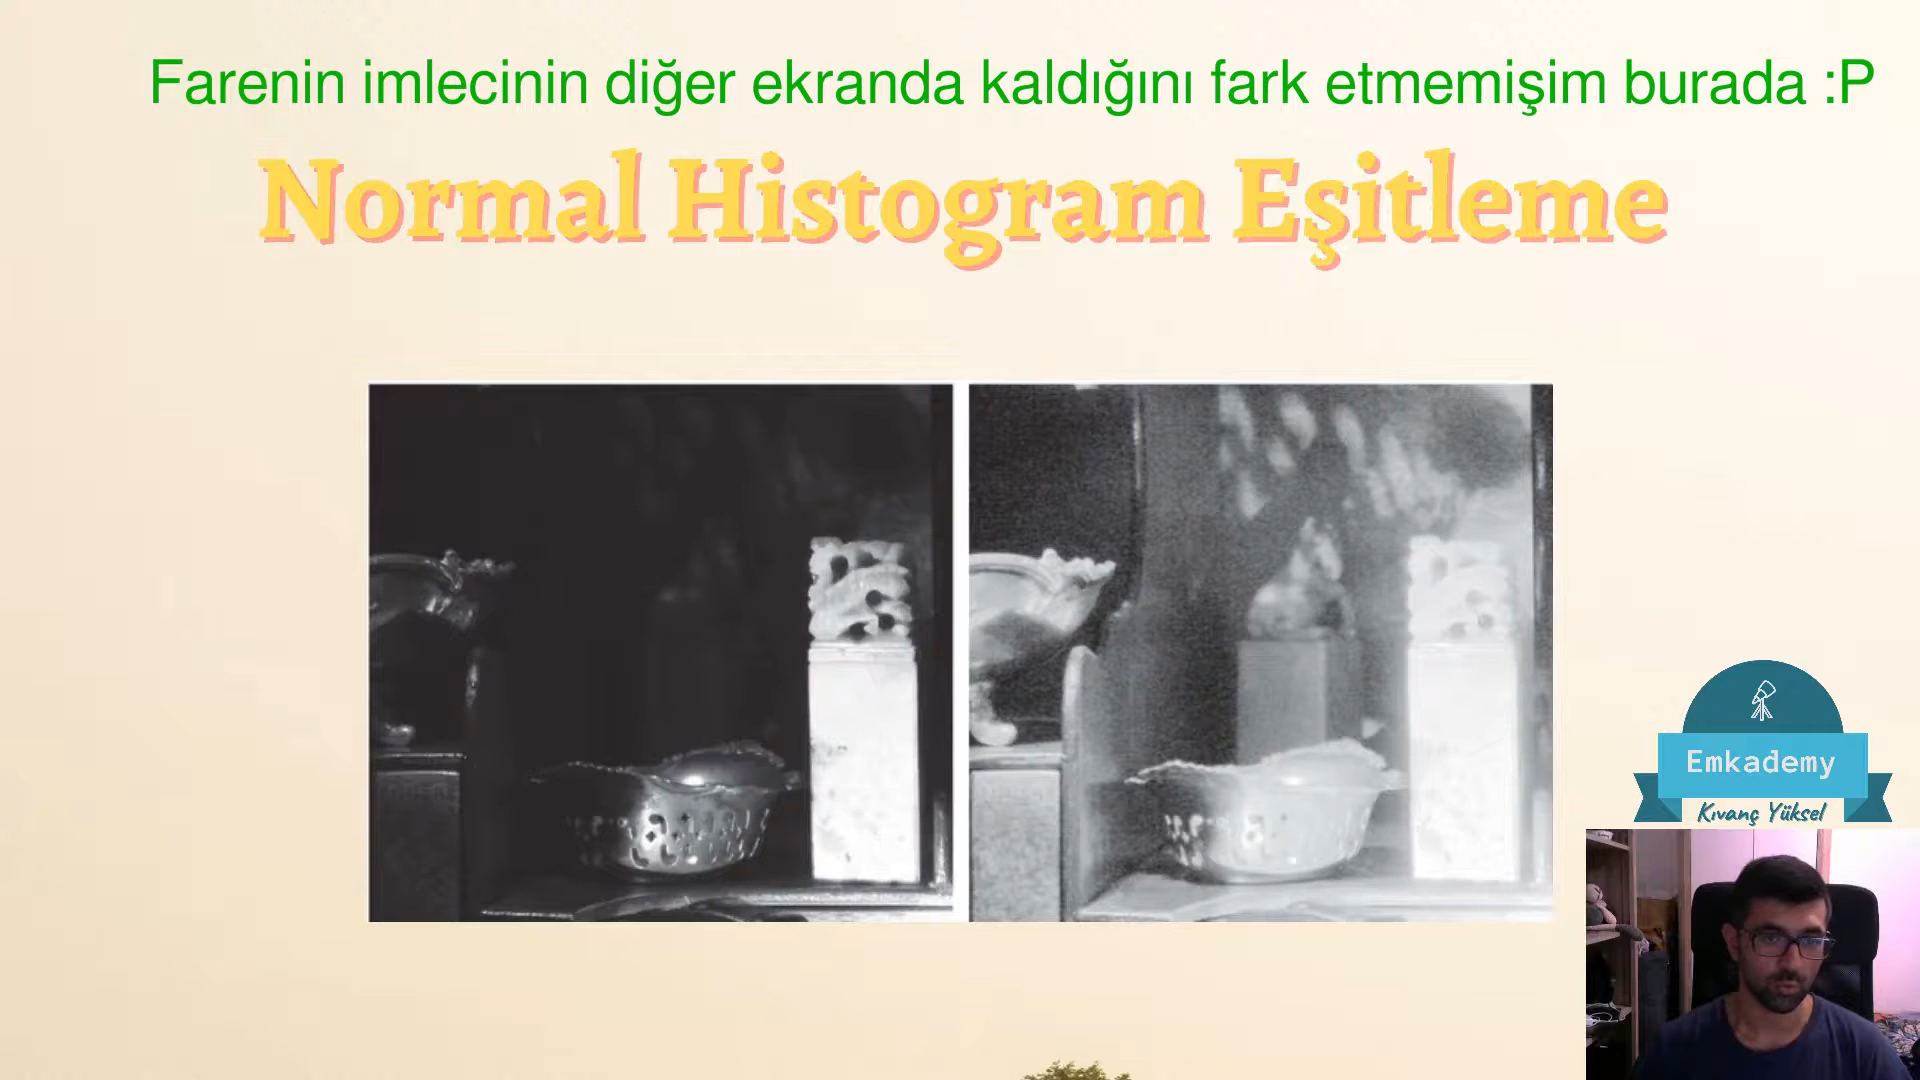 Farenin imlecinin diğer ekranda kaldığını fark etmemişim burada :P
Normal Histogram Eşitleme
Emkademy
Kıvanç Yüksel